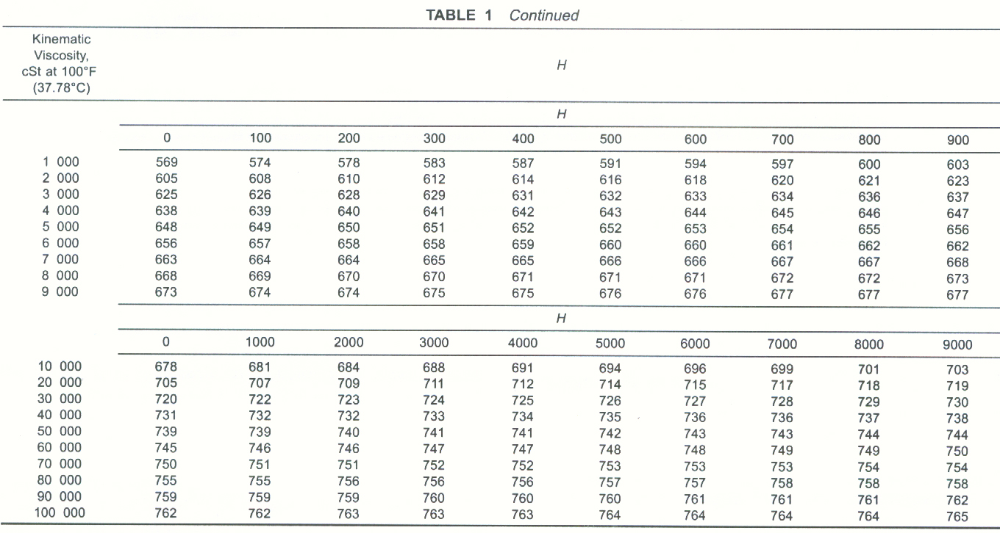 TABLE 1 Continued
Kinematic
Viscosity,
cSt at 100°F
(37.78°C)
H
H
0 100 200 300 400 500 600 700 800 900
1 000 569 574 578 583 587 591 594 597 600 603
2 000 605 608 610 612 614 616 618 620 621 623
3 000 625 626 628 629 631 632 633 634 636 637
4 000 638 639 640 641 642 643 644 645 646 647
5 000 648 649 650 651 652 652 653 654 655 656
6 000 656 657 658 658 659 660 660 661 662 662
7 000 663 664 664 665 665 666 666 667 667 668
8 000 668 669 670 670 671 671 671 672 672 673
9 000 673 674 674 675 675 676 676 677 677 677
H
0 1000 2000 3000 4000 5000 6000 7000 8000 9000
10 000 678 681 684 688 691 694 696 699 701 703
20 000 705 707 709 711 712 714 715 717 718 719
30 000 720 722 723 724 725 726 727 728 729 730
40 000 731 732 732 733 734 735 736 736 737 738
50 000 739 739 740 741 741 742 743 743 744 744
60 000 745 746 746 747 747 748 748 749 749 750
70 000 750 751 751 752 752 753 753 753 754 754
80 000 755 755 756 756 756 757 757 758 758 758
90 000 759 759 759 760 760 760 761 761 761 762
100 000 762 762 763 763 763 764 764 764 764 765